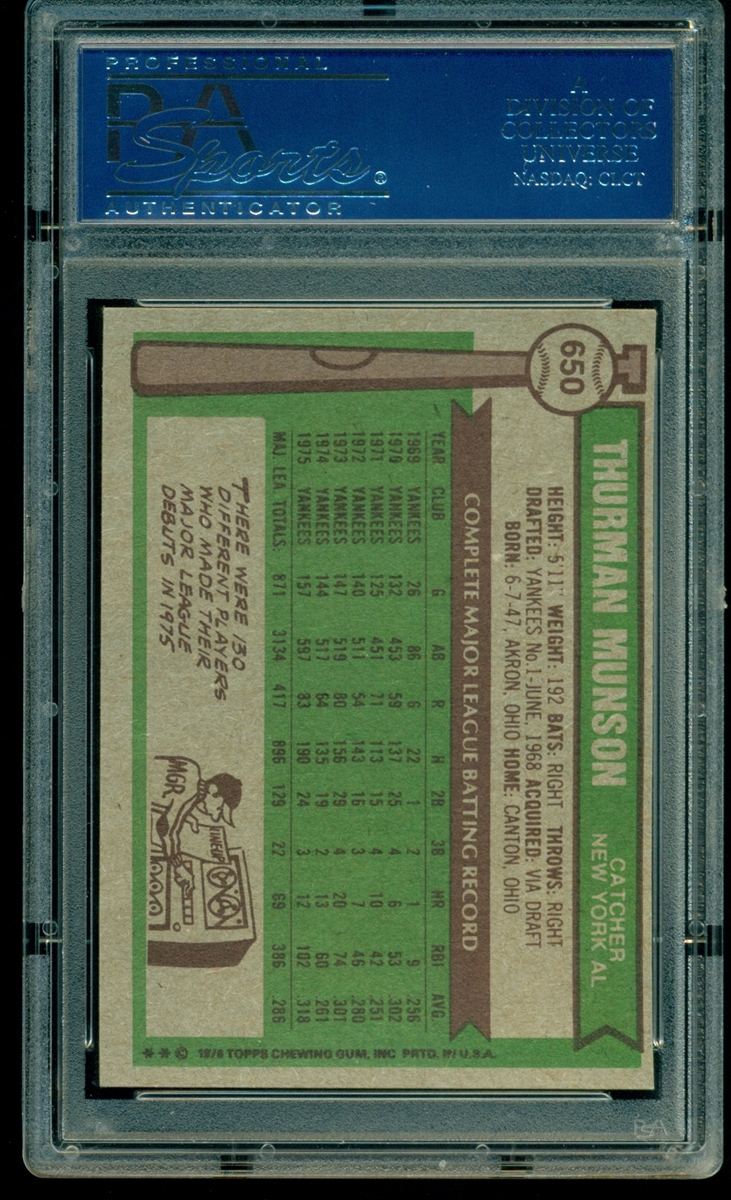 PROFESSIONAL
PSA
Sports®
AUTHENTICATOR
A
DIVISION OF
COLLECTORS
UNIVERSE
NASDAQ: CLCT
650
THURMAN MUNSON
CATCHER
NEW YORK AL
HEIGHT: 5'11" WEIGHT: 192 BATS: RIGHT THROWS: RIGHT
DRAFTED: YANKEES No.1-JUNE, 1968 ACQUIRED: VIA DRAFT
BORN: 6-7-47, AKRON, OHIO HOME: CANTON, OHIO
COMPLETE MAJOR LEAGUE BATTING RECORD
YEAR CLUB G AB R H 2B 3B HR RBI AVG.
1969 YANKEES 26 86 6 22 1 2 1 9 .256
1970 YANKEES 132 453 59 137 25 4 6 53 .302
1971 YANKEES 125 451 71 113 15 4 10 42 .251
1972 YANKEES 140 511 54 143 16 3 7 46 .280
1973 YANKEES 147 519 80 156 29 4 20 74 .301
1974 YANKEES 144 517 64 135 19 2 13 60 .261
1975 YANKEES 157 597 83 190 24 3 12 102 .318
MAJ. LEA. TOTALS: 871 3134 417 896 129 22 69 386 .286
THERE WERE 130
DIFFERENT PLAYERS
WHO MADE THEIR
MAJOR LEAGUE
DEBUTS IN 1975
MGR.
LINEUP
* * © 1976 TOPPS CHEWING GUM, INC. PRTD. IN U.S.A.
PSA